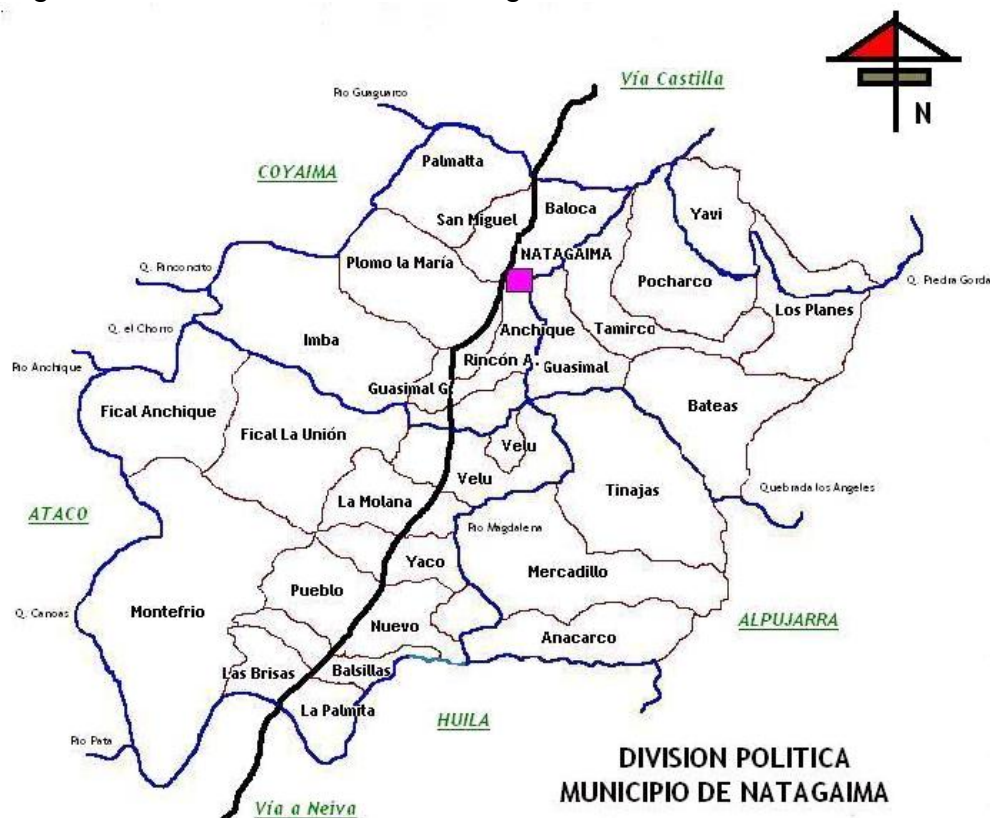 Vía Castilla
N
Rio Guaguarco
COYAIMA
Palmalta
San Miguel
Baloca
Yavi
NATAGAIMA
Plomo la María
Pocharco
Q. Rinconcito
Q. Piedra Gorda
Los Planes
Q. el Chorro
Imba
Anchique
Tamirco
Rio Anchique
Rincón A.
Guasimal
Guasimal G.
Fical Anchique
Bateas
Fical La Unión
Velu
Velu
Tinajas
La Molana
Quebrada los Angeles
ATACO
Rio Magdalena
Yaco
Mercadillo
Pueblo
Montefrio
Q. Canoas
Nuevo
Anacarco
ALPUJARRA
Las Brisas
Balsillas
La Palmita
HUILA
Rio Pata
DIVISION POLITICA
MUNICIPIO DE NATAGAIMA
Vía a Neiva